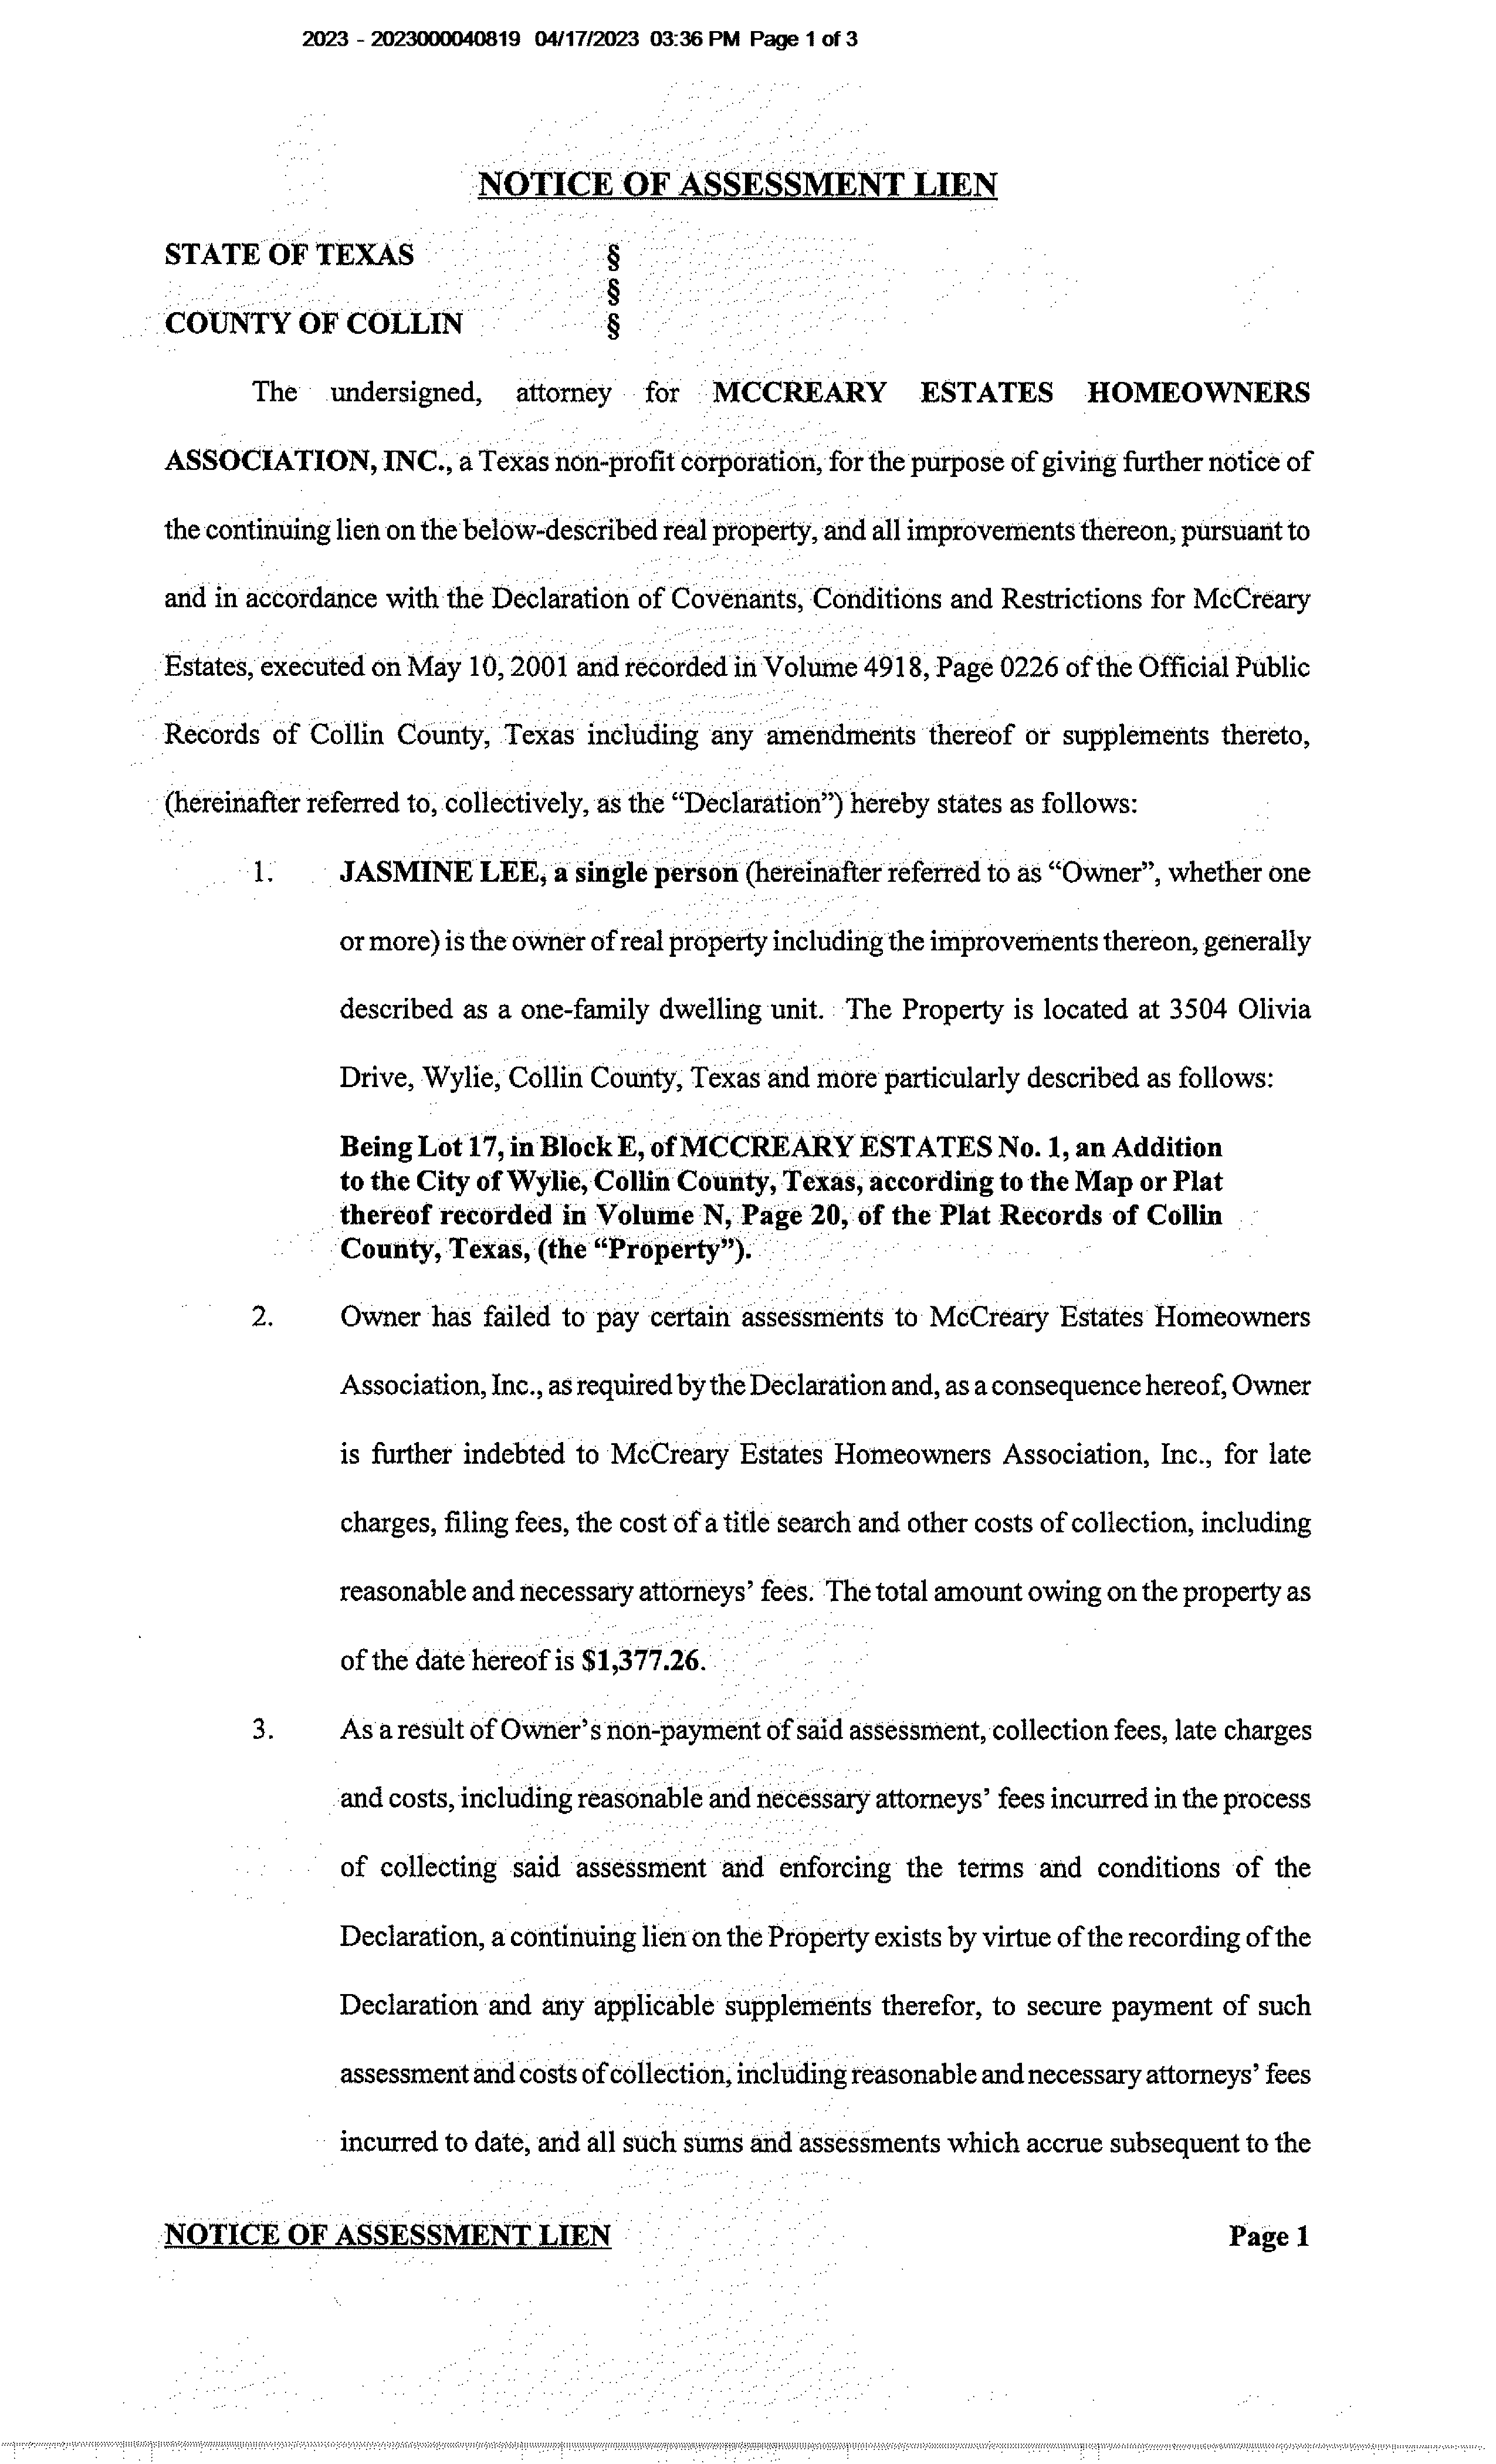 2023 - 2023000040819 04/17/2023 03:36 PM Page 1 of 3
NOTICE OF ASSESSMENT LIEN
STATE OF TEXAS §
§
COUNTY OF COLLIN §
The undersigned, attorney for MCCREARY ESTATES HOMEOWNERS
ASSOCIATION, INC., a Texas non-profit corporation, for the purpose of giving further notice of
the continuing lien on the below-described real property, and all improvements thereon, pursuant to
and in accordance with the Declaration of Covenants, Conditions and Restrictions for McCreary
Estates, executed on May 10, 2001 and recorded in Volume 4918, Page 0226 of the Official Public
Records of Collin County, Texas including any amendments thereof or supplements thereto,
(hereinafter referred to, collectively, as the “Declaration”) hereby states as follows:
1. JASMINE LEE, a single person (hereinafter referred to as “Owner”, whether one
or more) is the owner of real property including the improvements thereon, generally
described as a one-family dwelling unit. The Property is located at 3504 Olivia
Drive, Wylie, Collin County, Texas and more particularly described as follows:
Being Lot 17, in Block E, of MCCREARY ESTATES No. 1, an Addition
to the City of Wylie, Collin County, Texas, according to the Map or Plat
thereof recorded in Volume N, Page 20, of the Plat Records of Collin
County, Texas, (the “Property”).
2. Owner has failed to pay certain assessments to McCreary Estates Homeowners
Association, Inc., as required by the Declaration and, as a consequence hereof, Owner
is further indebted to McCreary Estates Homeowners Association, Inc., for late
charges, filing fees, the cost of a title search and other costs of collection, including
reasonable and necessary attorneys’ fees. The total amount owing on the property as
of the date hereof is $1,377.26.
3. As a result of Owner’s non-payment of said assessment, collection fees, late charges
and costs, including reasonable and necessary attorneys’ fees incurred in the process
of collecting said assessment and enforcing the terms and conditions of the
Declaration, a continuing lien on the Property exists by virtue of the recording of the
Declaration and any applicable supplements therefor, to secure payment of such
assessment and costs of collection, including reasonable and necessary attorneys’ fees
incurred to date, and all such sums and assessments which accrue subsequent to the
NOTICE OF ASSESSMENT LIEN Page 1